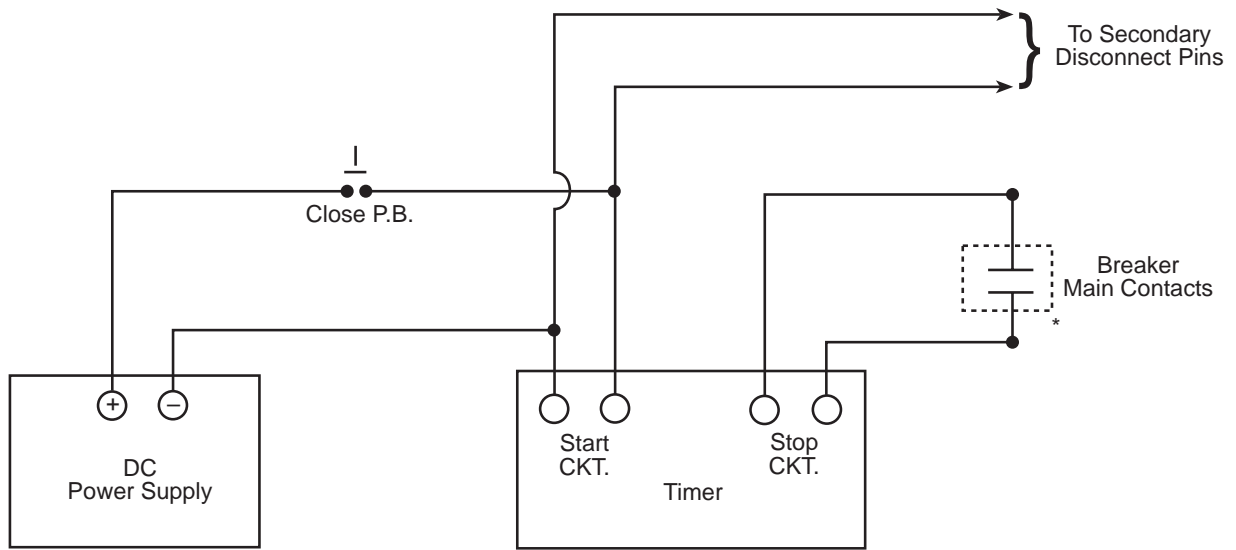 To Secondary
Disconnect Pins
Close P.B.
Breaker
Main Contacts
*
+
–
DC
Power Supply
Start
CKT.
Stop
CKT.
Timer